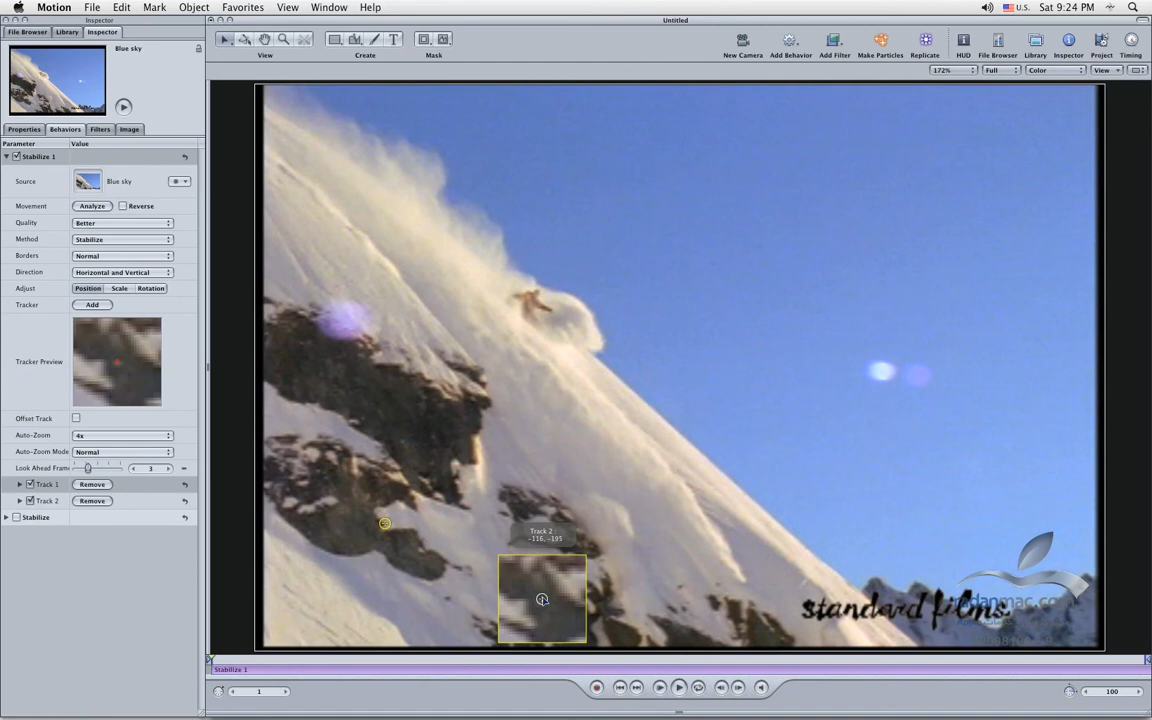 Motion File Edit Mark Object Favorites View Window Help U.S. Sat 9:24 PM
Inspector Untitled
File Browser Library Inspector
Blue sky
View Create Mask New Camera Add Behavior Add Filter Make Particles Replicate HUD File Browser Library Inspector Project Timing
172% Full Color View
Properties Behaviors Filters Image
Parameter Value
Stabilize 1
Source Blue sky
Movement Analyze Reverse
Quality Better
Method Stabilize
Borders Normal
Direction Horizontal and Vertical
Adjust Position Scale Rotation
Tracker Add
Tracker Preview
Offset Track
Auto-Zoom 4x
Auto-Zoom Mode Normal
Look Ahead Fram 3
Track 1 Remove
Track 2 Remove
Stabilize
Track 2 :
-116, -195
standard films.
Stabilize 1
1 100